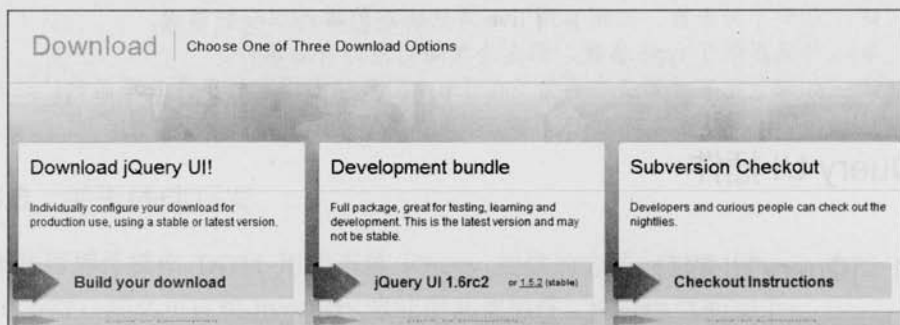 Download
Choose One of Three Download Options
Download jQuery UI!
Individually configure your download for
production use, using a stable or latest version.
Build your download
Development bundle
Full package, great for testing, learning and
development. This is the latest version and may
not be stable.
jQuery UI 1.6rc2 or 1.5.2 (stable)
Subversion Checkout
Developers and curious people can check out the
nightlies.
Checkout Instructions